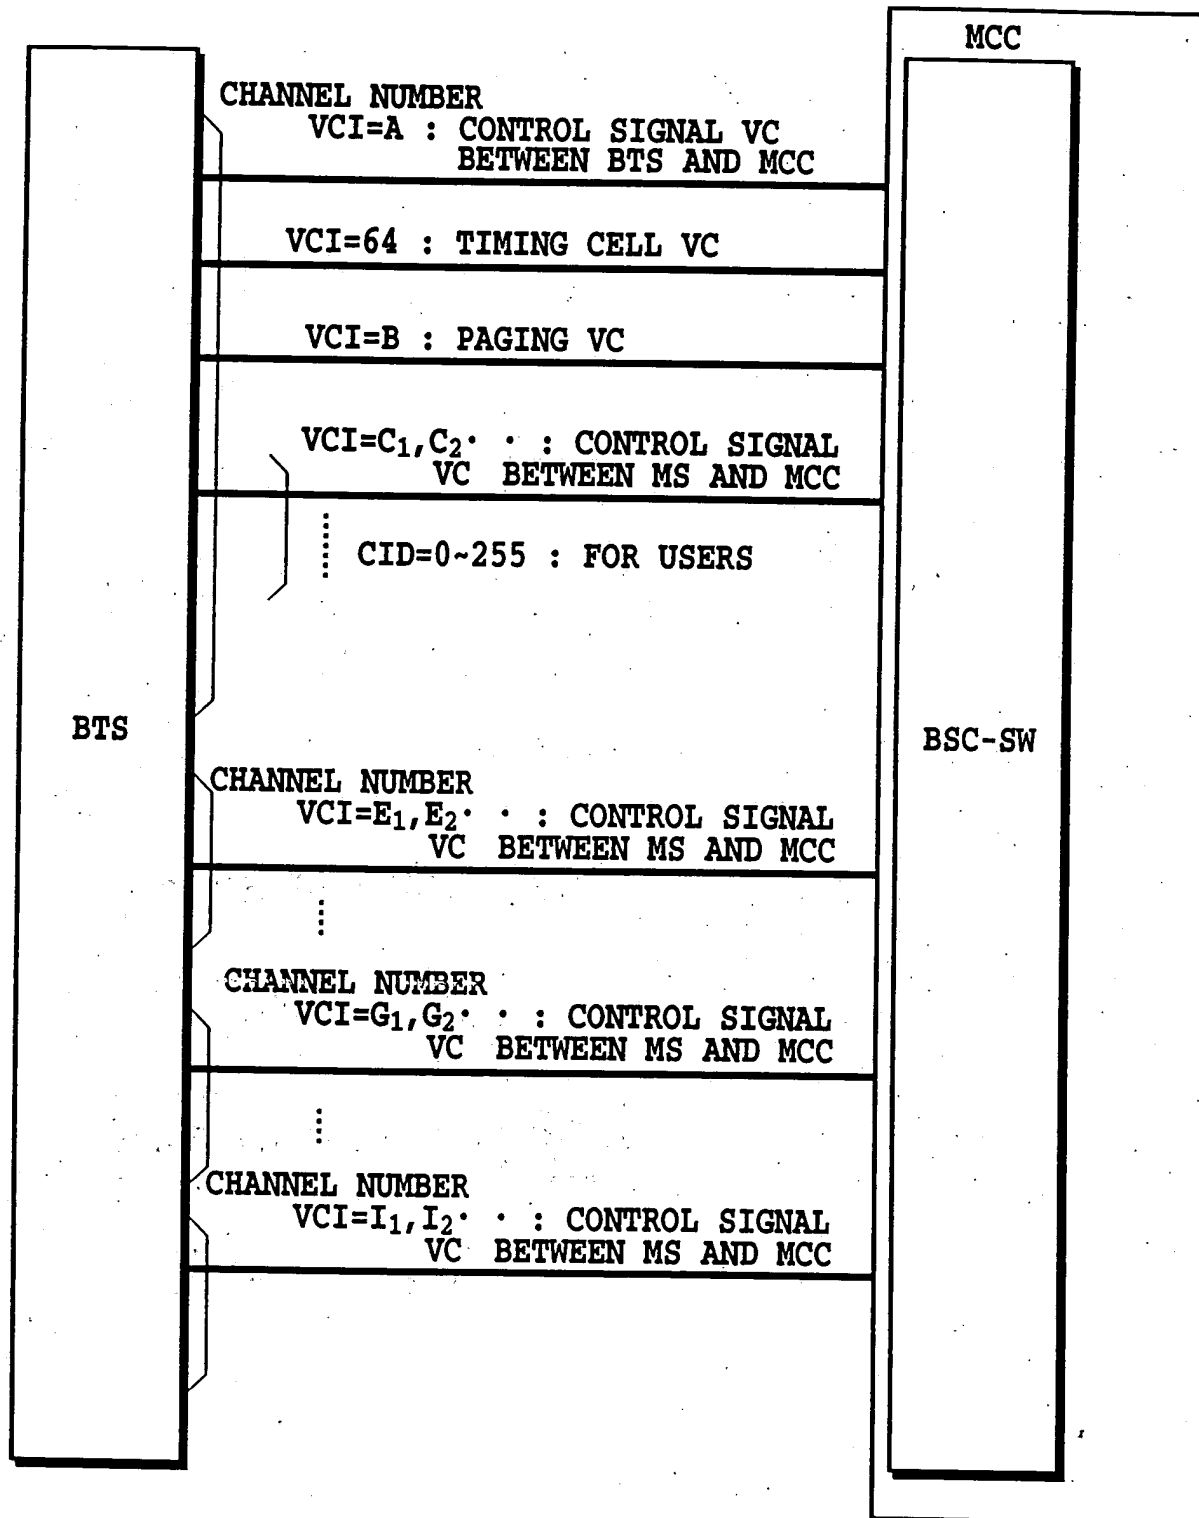 MCC
CHANNEL NUMBER
VCI=A : CONTROL SIGNAL VC
BETWEEN BTS AND MCC
VCI=64 : TIMING CELL VC
VCI=B : PAGING VC
VCI=C₁,C₂· · : CONTROL SIGNAL
VC BETWEEN MS AND MCC
CID=0~255 : FOR USERS
BTS
BSC-SW
CHANNEL NUMBER
VCI=E₁,E₂· · : CONTROL SIGNAL
VC BETWEEN MS AND MCC
CHANNEL NUMBER
VCI=G₁,G₂· · : CONTROL SIGNAL
VC BETWEEN MS AND MCC
CHANNEL NUMBER
VCI=I₁,I₂· · : CONTROL SIGNAL
VC BETWEEN MS AND MCC